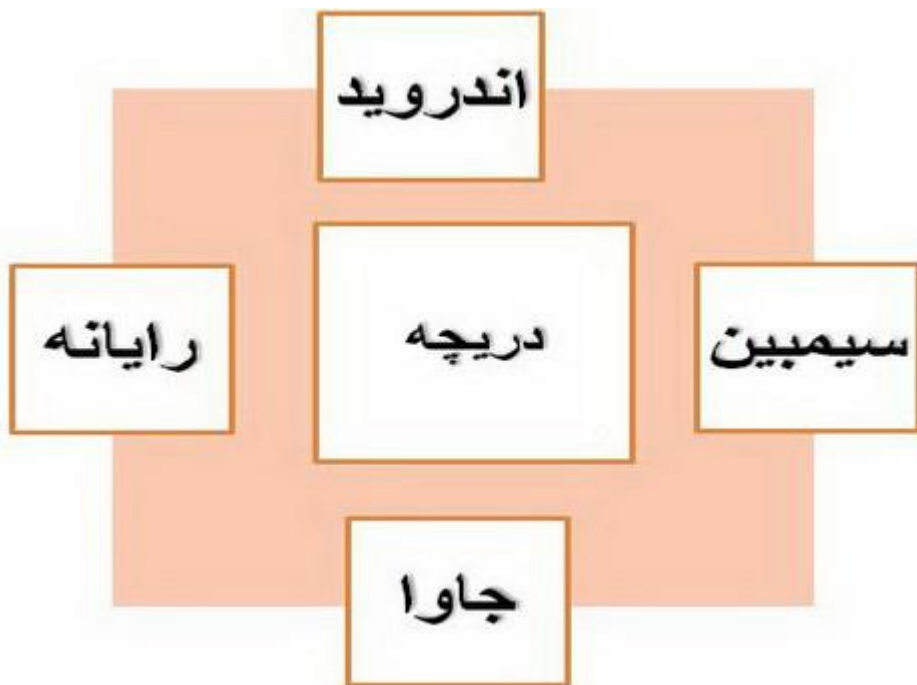 اندروید
سیمبین
دریچه
رایانه
جاوا